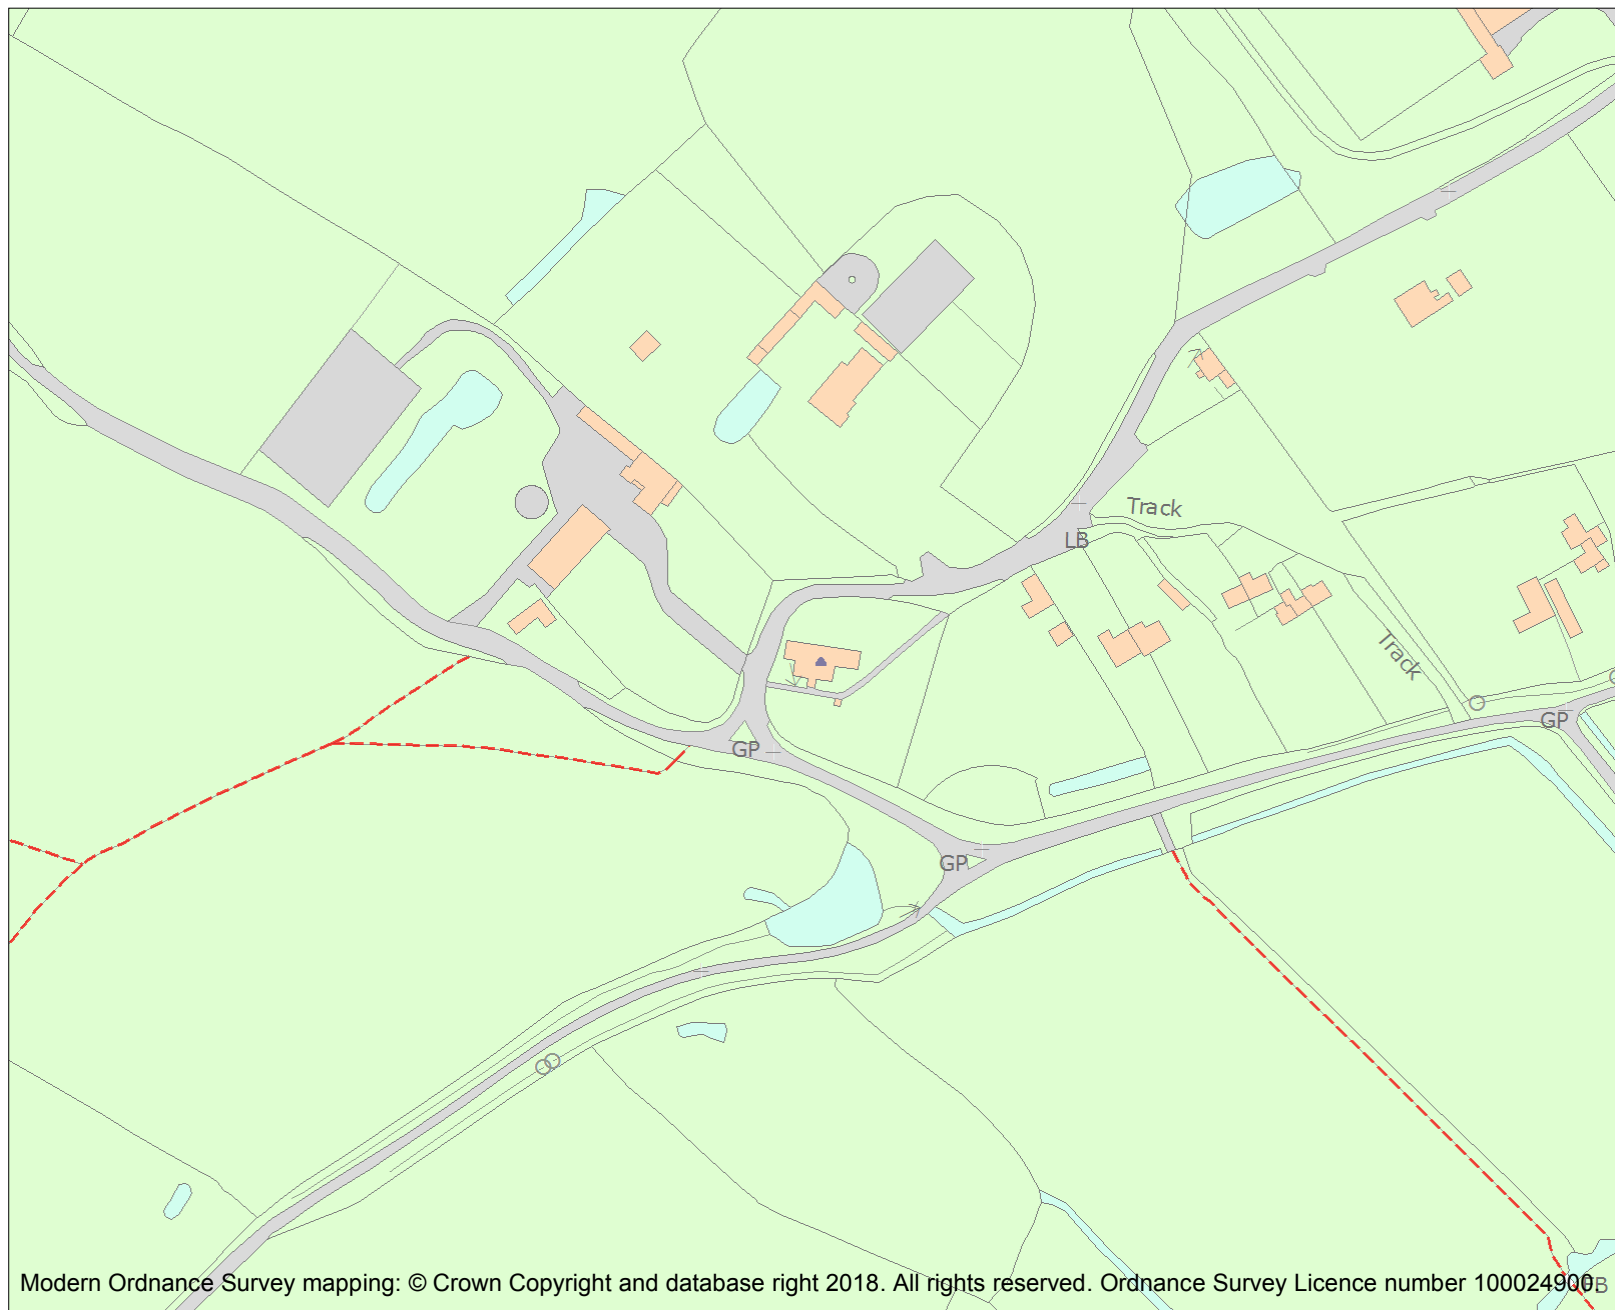 Track
LB
Track
GP
GP
GP
Modern Ordnance Survey mapping: © Crown Copyright and database right 2018. All rights reserved. Ordnance Survey Licence number 100024900.
FB